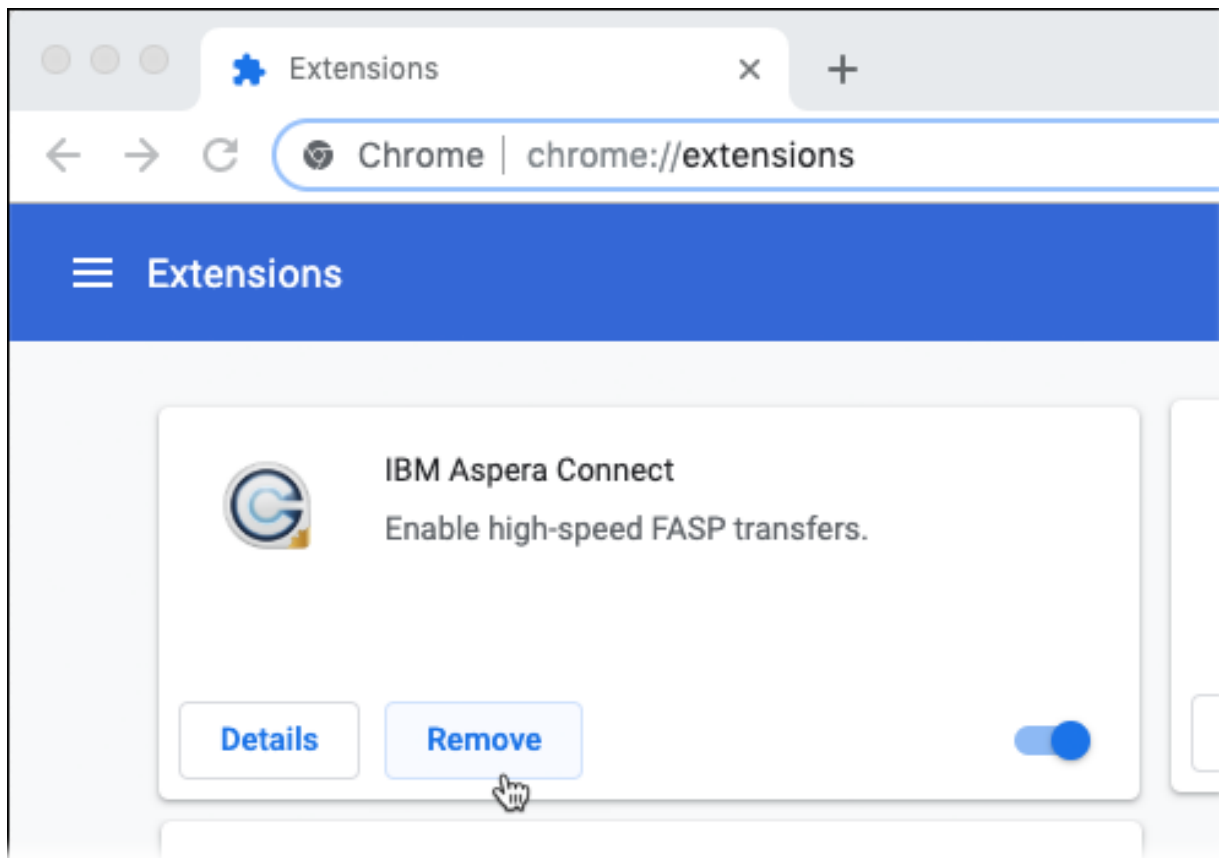 Extensions
Chrome | chrome://extensions
Extensions
IBM Aspera Connect
Enable high-speed FASP transfers.
Details Remove